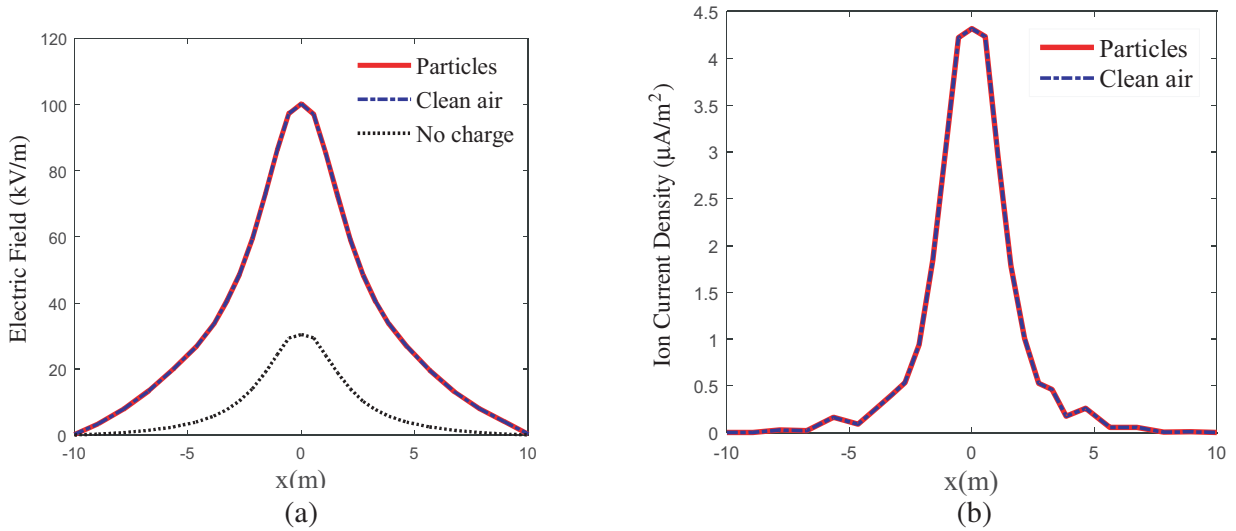 Electric Field (kV/m)
120
100
80
60
40
20
0
-10
-5
0
5
10
x(m)
Particles
Clean air
No charge
(a)
Ion Current Density (μA/m²)
4.5
4
3.5
3
2.5
2
1.5
1
0.5
0
-10
-5
0
5
10
x(m)
Particles
Clean air
(b)